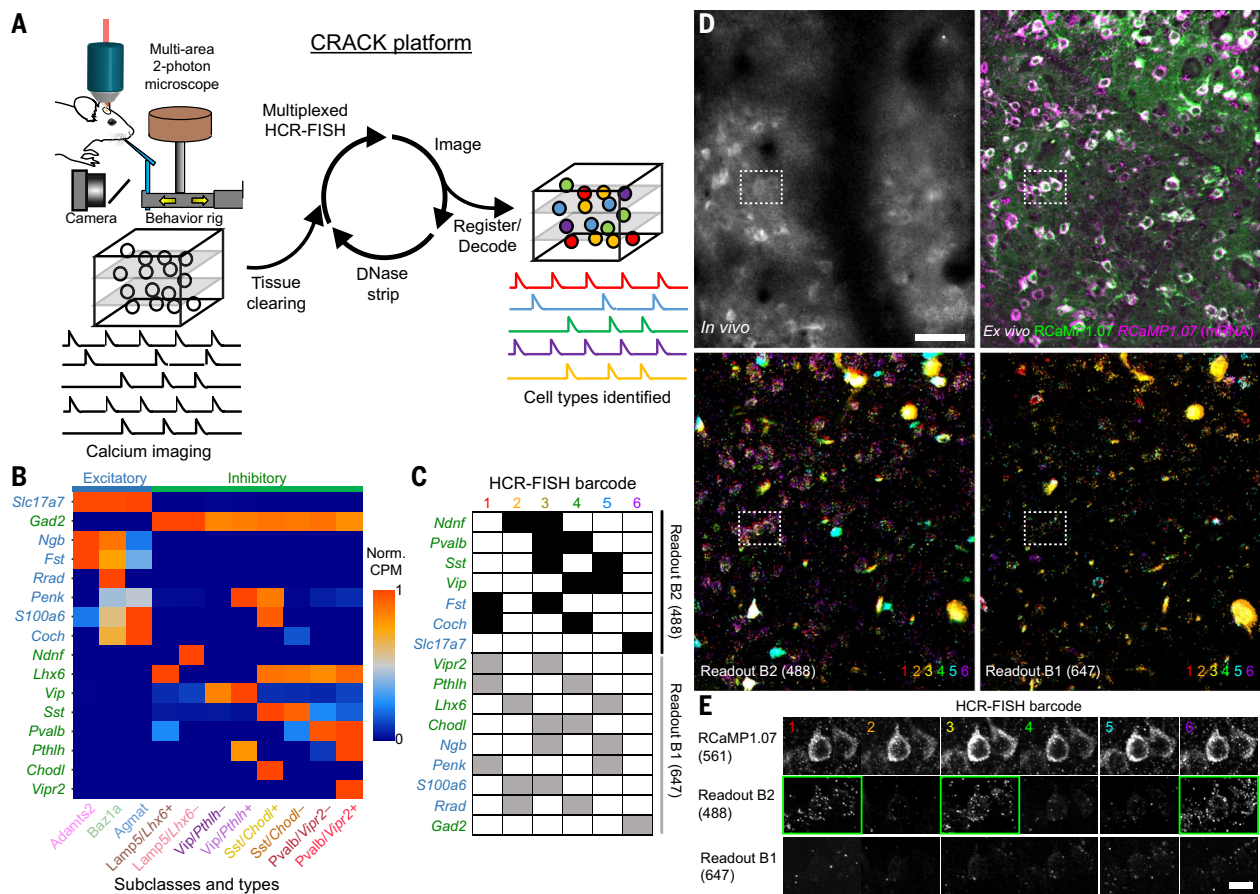 A
CRACK platform
Multi-area
2-photon
microscope
Camera
Behavior rig
Multiplexed
HCR-FISH
Image
Register/
Decode
DNase
strip
Tissue
clearing
Calcium imaging
Cell types identified
B
Excitatory
Inhibitory
Slc17a7
Gad2
Ngb
Fst
Rrad
Penk
S100a6
Coch
Ndnf
Lhx6
Vip
Sst
Pvalb
Pthlh
Chodl
Vipr2
Norm.
CPM
1
0
Adamts2
Baz1a
Agmat
Lamp5/Lhx6+
Lamp5/Lhx6–
Vip/Pthlh–
Vip/Pthlh+
Sst/Chodl+
Sst/Chodl–
Pvalb/Vipr2–
Pvalb/Vipr2+
Subclasses and types
C
HCR-FISH barcode
1 2 3 4 5 6
Ndnf
Pvalb
Sst
Vip
Fst
Coch
Slc17a7
Vipr2
Pthlh
Lhx6
Chodl
Ngb
Penk
S100a6
Rrad
Gad2
Readout B2 (488)
Readout B1 (647)
D
In vivo
Ex vivo RCaMP1.07 RCaMP1.07 (mRNA)
Readout B2 (488)
1 2 3 4 5 6
Readout B1 (647)
1 2 3 4 5 6
E
HCR-FISH barcode
1 2 3 4 5 6
RCaMP1.07
(561)
Readout B2
(488)
Readout B1
(647)